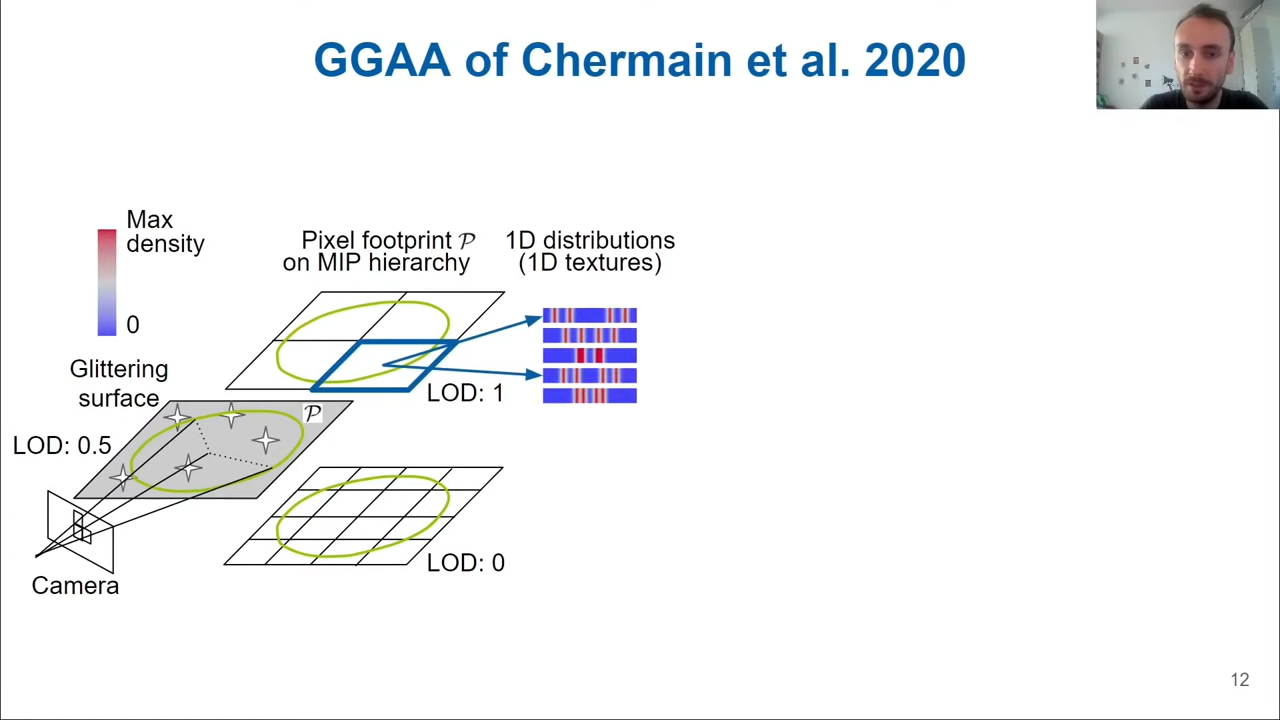 GGAA of Chermain et al. 2020
Max
density
0
Pixel footprint 𝒫
on MIP hierarchy
1D distributions
(1D textures)
Glittering
surface
LOD: 1
𝒫
LOD: 0.5
LOD: 0
Camera
12